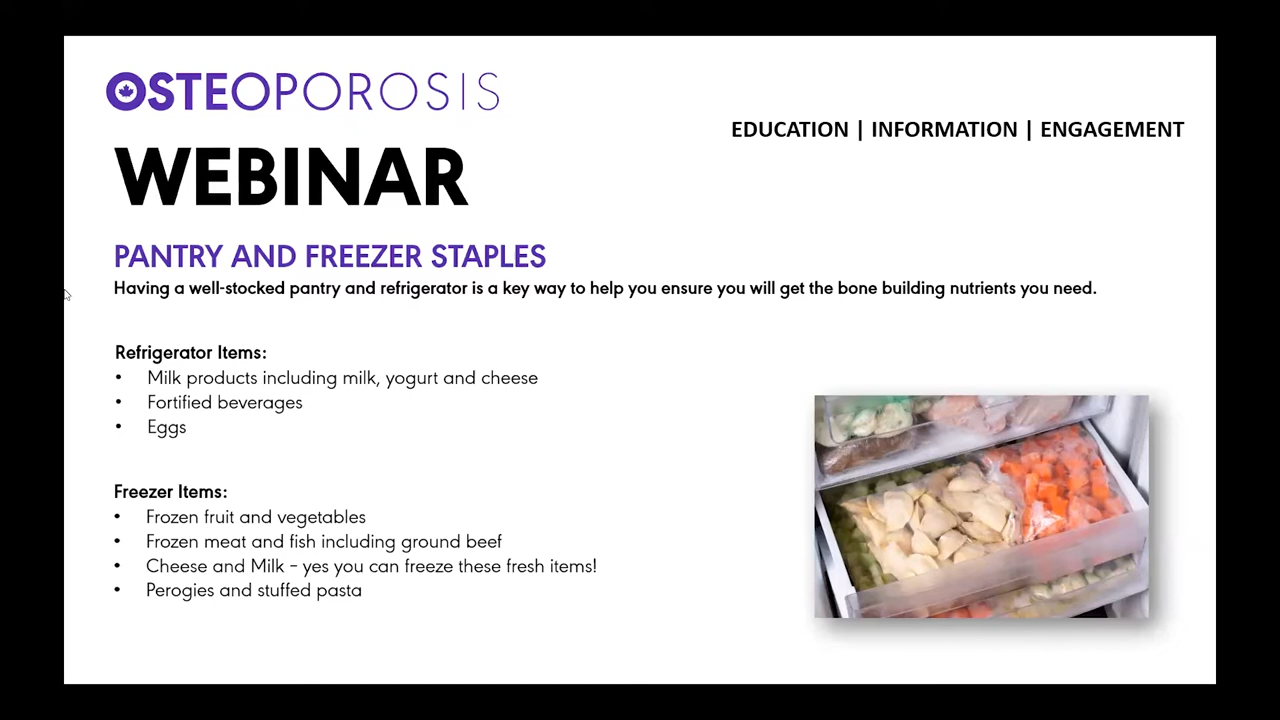 OSTEOPOROSIS
EDUCATION | INFORMATION | ENGAGEMENT
WEBINAR
PANTRY AND FREEZER STAPLES
Having a well-stocked pantry and refrigerator is a key way to help you ensure you will get the bone building nutrients you need.
Refrigerator Items:
• Milk products including milk, yogurt and cheese
• Fortified beverages
• Eggs
Freezer Items:
• Frozen fruit and vegetables
• Frozen meat and fish including ground beef
• Cheese and Milk – yes you can freeze these fresh items!
• Perogies and stuffed pasta